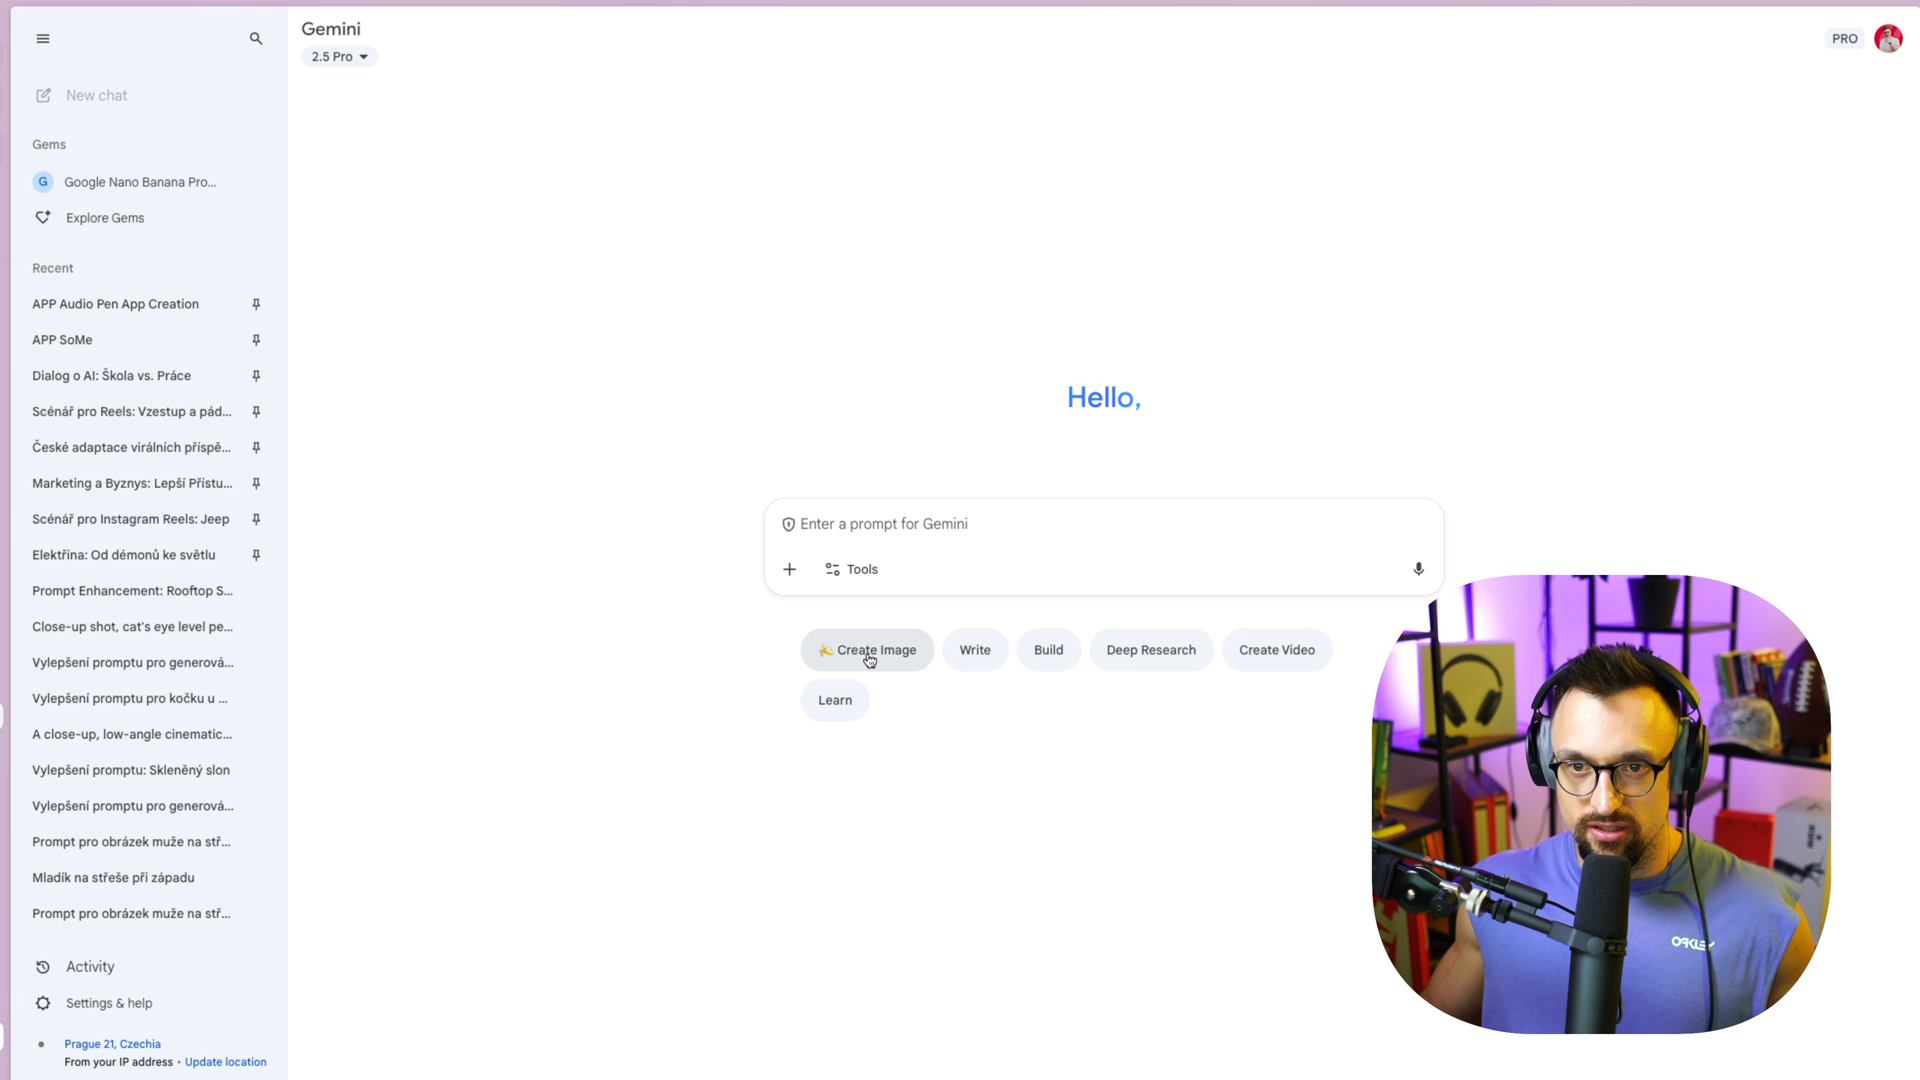 Gemini
2.5 Pro
PRO
New chat
Gems
G Google Nano Banana Pro...
Explore Gems
Recent
APP Audio Pen App Creation
APP SoMe
Dialog o AI: Škola vs. Práce
Scénář pro Reels: Vzestup a pád...
České adaptace virálních příspě...
Marketing a Byznys: Lepší Přístu...
Scénář pro Instagram Reels: Jeep
Elektřina: Od démonů ke světlu
Prompt Enhancement: Rooftop S...
Close-up shot, cat's eye level pe...
Vylepšení promptu pro generová...
Vylepšení promptu pro kočku u ...
A close-up, low-angle cinematic...
Vylepšení promptu: Skleněný slon
Vylepšení promptu pro generová...
Prompt pro obrázek muže na stř...
Mladík na střeše při západu
Prompt pro obrázek muže na stř...
Activity
Settings & help
Prague 21, Czechia
From your IP address • Update location
Hello,
Enter a prompt for Gemini
Tools
Create Image
Write
Build
Deep Research
Create Video
Learn
OAKLEY